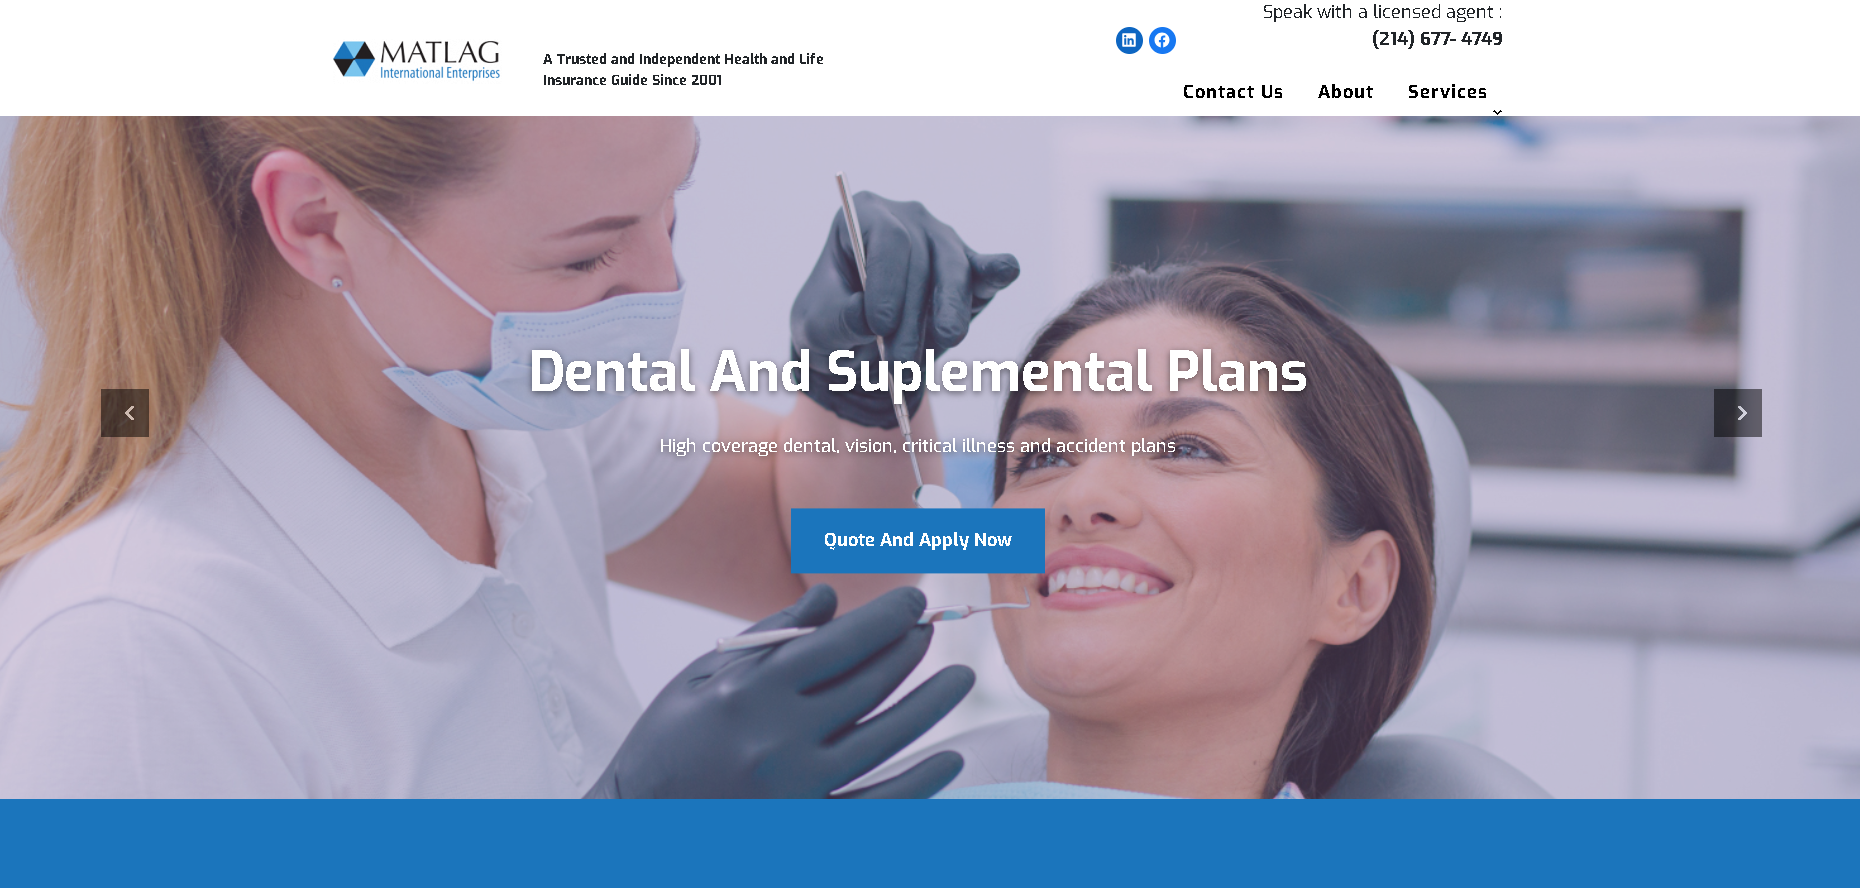 Speak with a licensed agent :
(214) 677- 4749
MATLAG
International Enterprises
A Trusted and Independent Health and Life
Insurance Guide Since 2001
Contact Us About Services
Dental And Suplemental Plans
High coverage dental, vision, critical illness and accident plans
Quote And Apply Now